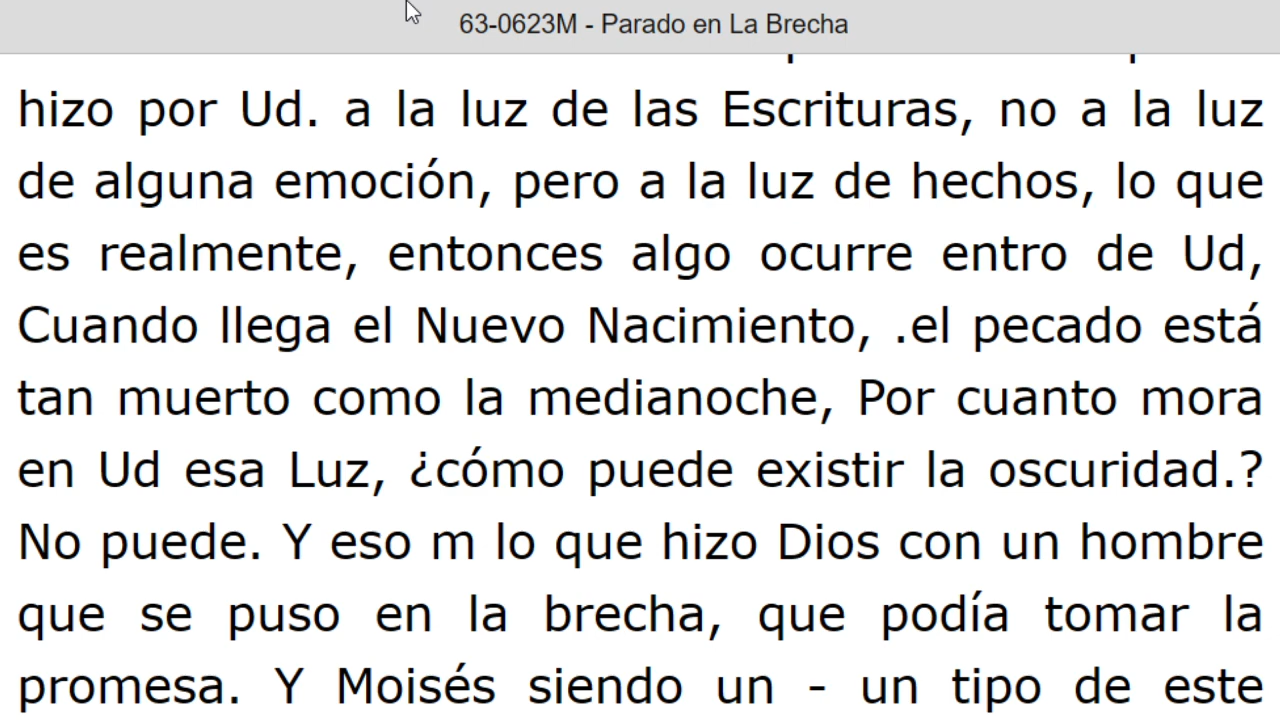 63-0623M - Parado en La Brecha
hizo por Ud. a la luz de las Escrituras, no a la luz
de alguna emoción, pero a la luz de hechos, lo que
es realmente, entonces algo ocurre entro de Ud,
Cuando llega el Nuevo Nacimiento, .el pecado está
tan muerto como la medianoche, Por cuanto mora
en Ud esa Luz, ¿cómo puede existir la oscuridad.?
No puede. Y eso m lo que hizo Dios con un hombre
que se puso en la brecha, que podía tomar la
promesa. Y Moisés siendo un - un tipo de este